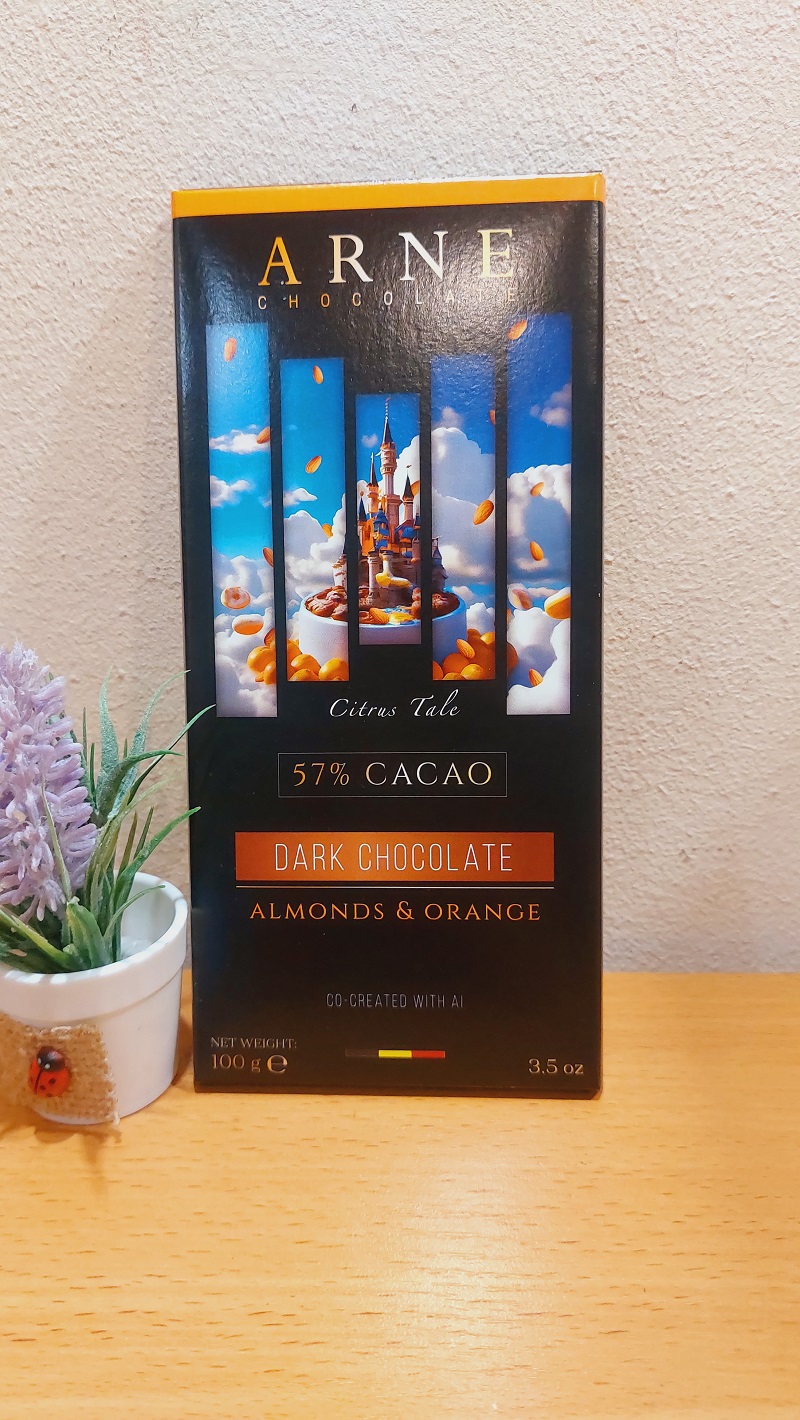 ARNE
CHOCOLATE
Citrus Tale
57% CACAO
DARK CHOCOLATE
ALMONDS & ORANGE
CO-CREATED WITH AI
NET WEIGHT:
100 g ℮
3.5 oz